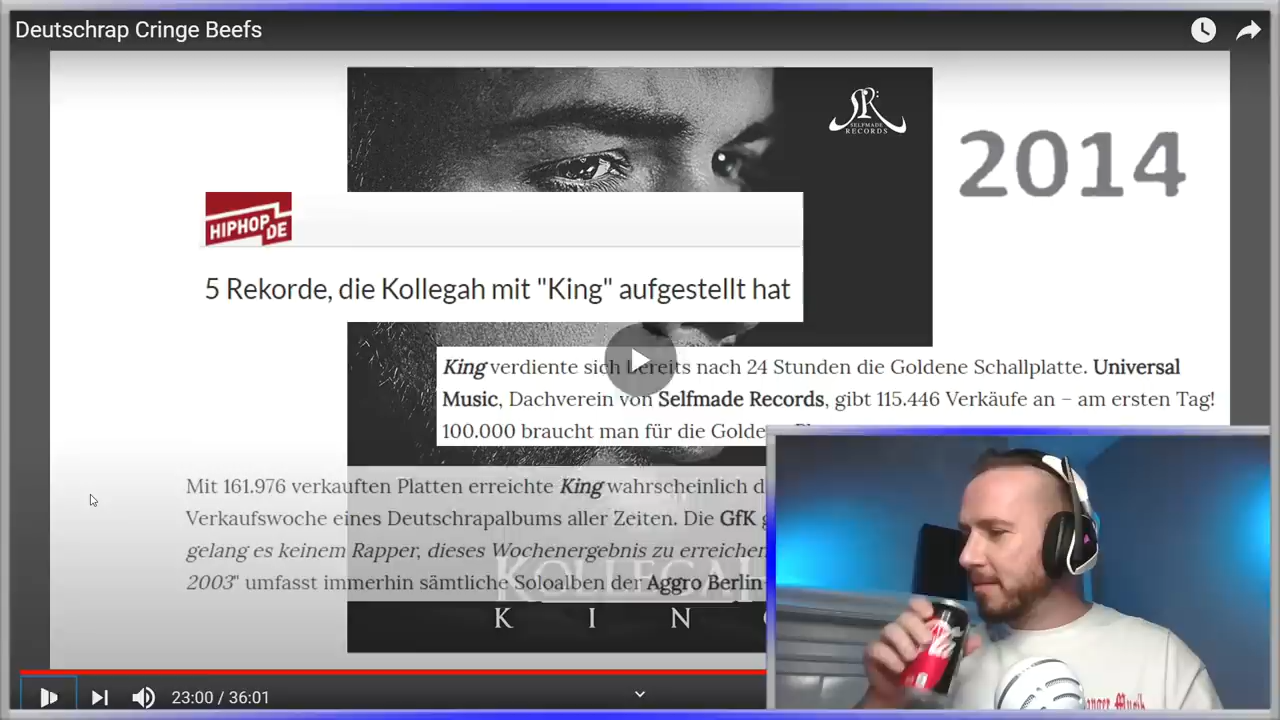 Deutschrap Cringe Beefs
SR
SELFMADE
RECORDS
2014
HIPHOP.DE
5 Rekorde, die Kollegah mit "King" aufgestellt hat
King verdiente sich bereits nach 24 Stunden die Goldene Schallplatte. Universal
Music, Dachverein von Selfmade Records, gibt 115.446 Verkäufe an – am ersten Tag!
100.000 braucht man für die Golde
Mit 161.976 verkauften Platten erreichte King wahrscheinlich d
Verkaufswoche eines Deutschrapalbums aller Zeiten. Die GfK g
gelang es keinem Rapper, dieses Wochenergebnis zu erreichen
2003" umfasst immerhin sämtliche Soloalben der Aggro Berlin
KOLLEGAH
K I N G
23:00 / 36:01